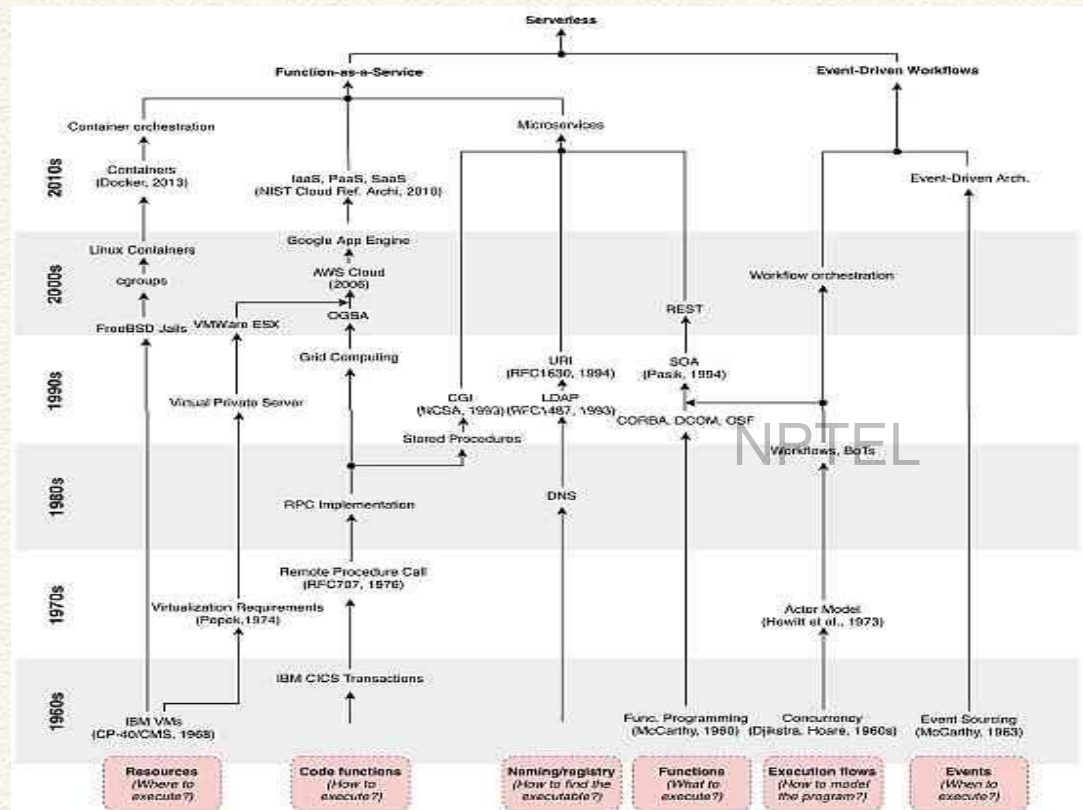 Serverless
Function-as-a-Service
Event-Driven Workflows
Container orchestration
Microservices
2010s
Containers
(Docker, 2013)
IaaS, PaaS, SaaS
(NIST Cloud Ref. Archi, 2010)
Event-Driven Arch.
2000s
Linux Containers
cgroups
FreeBSD Jails
VMWare ESX
Google App Engine
AWS Cloud
(2006)
OGSA
REST
Workflow orchestration
1990s
Virtual Private Server
Grid Computing
CGI
(NCSA, 1993)
Stored Procedures
URI
(RFC1630, 1994)
LDAP
(RFC1487, 1993)
SOA
(Pasik, 1994)
CORBA, DCOM, OSF
NPTEL
1980s
RPC Implementation
DNS
Workflows, BoTs
1970s
Virtualization Requirements
(Popek,1974)
Remote Procedure Call
(RFC707, 1976)
Actor Model
(Hewitt et al., 1973)
1960s
IBM VMs
(CP-40/CMS, 1968)
IBM CICS Transactions
Func. Programming
(McCarthy, 1960)
Concurrency
(Djikstra, Hoare, 1960s)
Event Sourcing
(McCarthy, 1963)
Resources
(Where to
execute?)
Code functions
(How to
execute?)
Naming/registry
(How to find the
executable?)
Functions
(What to
execute?)
Execution flows
(How to model
the program?)
Events
(When to
execute?)